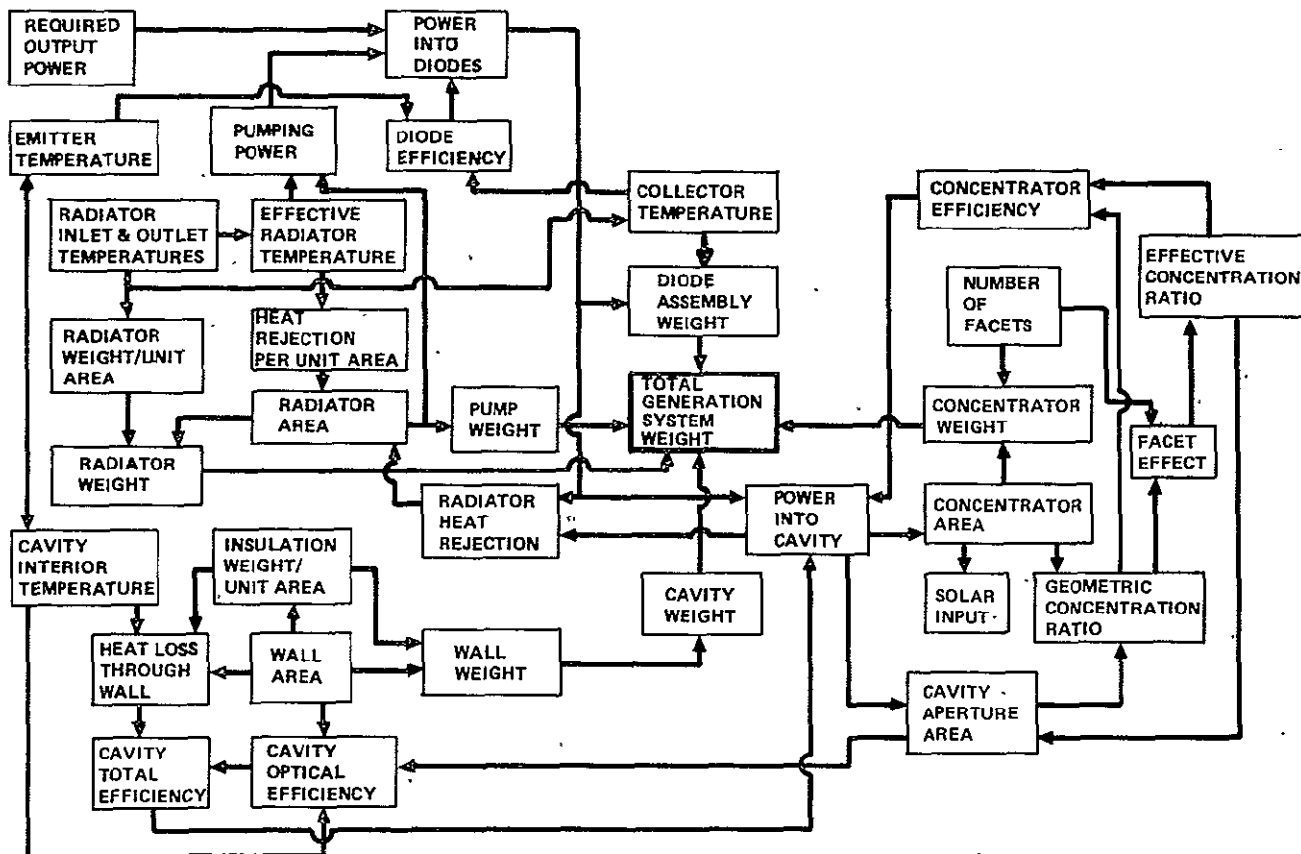 REQUIRED
OUTPUT
POWER
POWER
INTO
DIODES
EMITTER
TEMPERATURE
PUMPING
POWER
DIODE
EFFICIENCY
RADIATOR
INLET & OUTLET
TEMPERATURES
EFFECTIVE
RADIATOR
TEMPERATURE
COLLECTOR
TEMPERATURE
CONCENTRATOR
EFFICIENCY
EFFECTIVE
CONCENTRATION
RATIO
DIODE
ASSEMBLY
WEIGHT
NUMBER
OF
FACETS
RADIATOR
WEIGHT/UNIT
AREA
HEAT
REJECTION
PER UNIT AREA
RADIATOR
AREA
PUMP
WEIGHT
TOTAL
GENERATION
SYSTEM
WEIGHT
CONCENTRATOR
WEIGHT
FACET
EFFECT
RADIATOR
WEIGHT
RADIATOR
HEAT
REJECTION
POWER
INTO
CAVITY
CONCENTRATOR
AREA
CAVITY
INTERIOR
TEMPERATURE
INSULATION
WEIGHT/
UNIT AREA
CAVITY
WEIGHT
SOLAR
INPUT
GEOMETRIC
CONCENTRATION
RATIO
HEAT LOSS
THROUGH
WALL
WALL
AREA
WALL
WEIGHT
CAVITY
APERTURE
AREA
CAVITY
TOTAL
EFFICIENCY
CAVITY
OPTICAL
EFFICIENCY